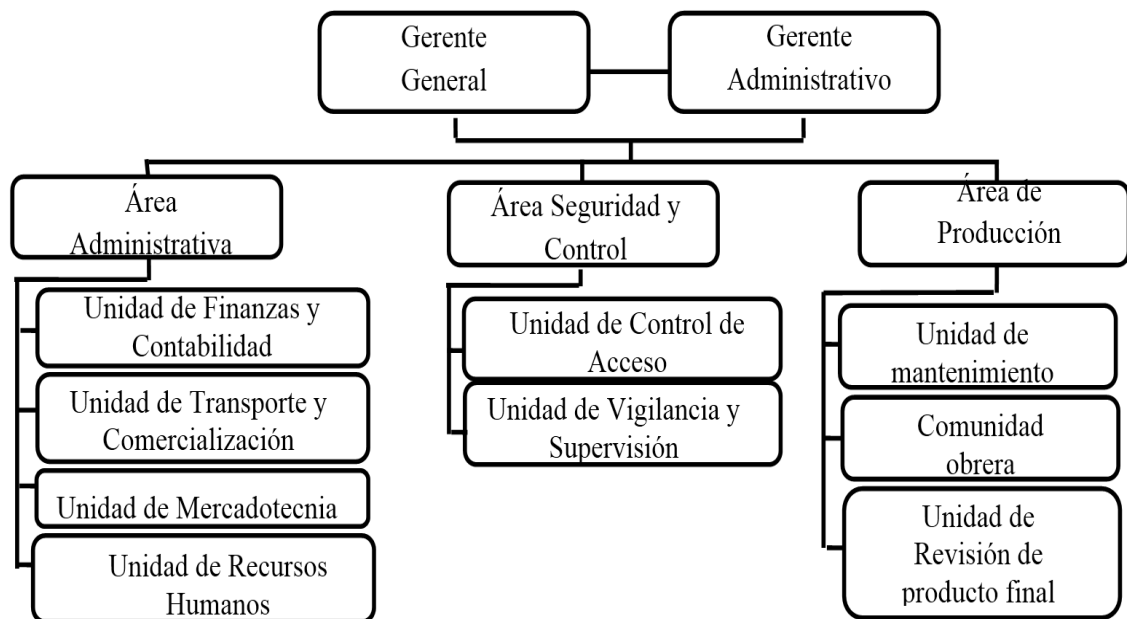 Gerente
General
Gerente
Administrativo
Área
Administrativa
Unidad de Finanzas y
Contabilidad
Unidad de Transporte y
Comercialización
Unidad de Mercadotecnia
Unidad de Recursos
Humanos
Área Seguridad y
Control
Unidad de Control de
Acceso
Unidad de Vigilancia y
Supervisión
Área de
Producción
Unidad de
mantenimiento
Comunidad
obrera
Unidad de
Revisión de
producto final